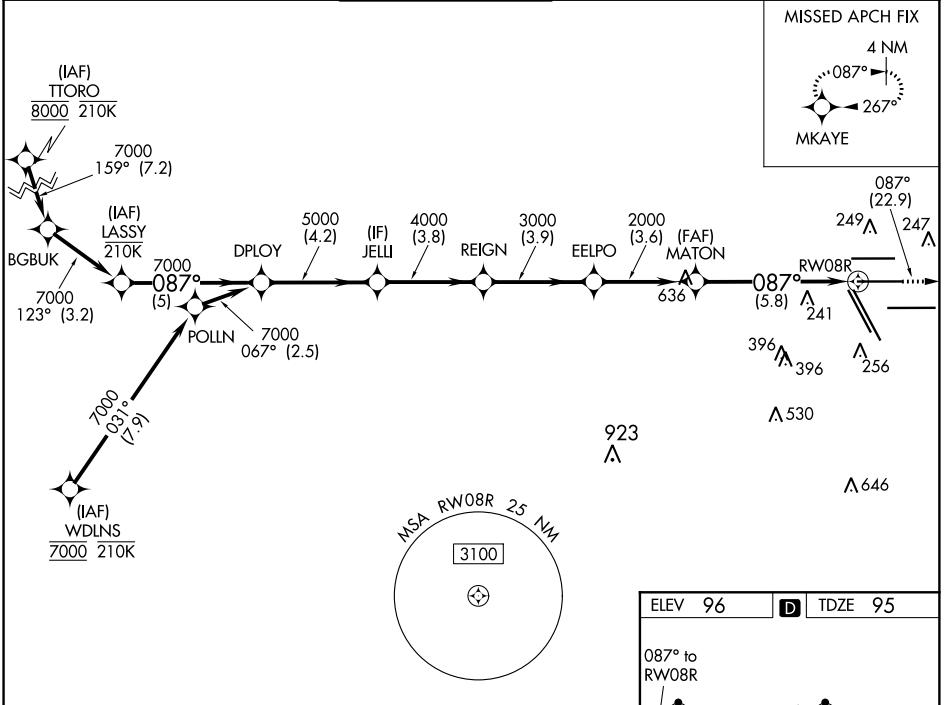 MISSED APCH FIX
4 NM
087°
267°
MKAYE
(IAF)
TTORO
8000 210K
7000
159° (7.2)
BGBUK
7000
123° (3.2)
(IAF)
LASSY
210K
7000
087°
(5)
DPLOY
POLLN
7000
067° (2.5)
7000
031°
(7.9)
(IAF)
WDLNS
7000 210K
5000
(4.2)
(IF)
JELLI
4000
(3.8)
REIGN
3000
(3.9)
EELPO
2000
(3.6)
(FAF)
MATON
636
087°
(5.8)
RW08R
087°
(22.9)
249
247
241
396
396
256
530
923
646
MSA RW08R 25 NM
3100
ELEV 96 D TDZE 95
087° to
RW08R